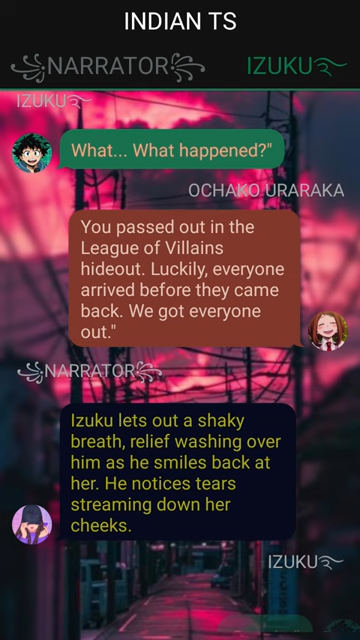 INDIAN TS
NARRATOR
IZUKU
IZUKU
What... What happened?"
OCHAKO URARAKA
You passed out in the
League of Villains
hideout. Luckily, everyone
arrived before they came
back. We got everyone
out."
NARRATOR
Izuku lets out a shaky
breath, relief washing over
him as he smiles back at
her. He notices tears
streaming down her
cheeks.
IZUKU